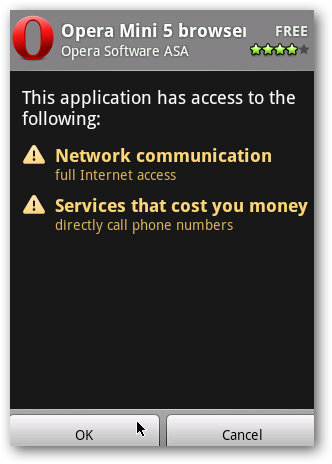 Opera Mini 5 browser
FREE
Opera Software ASA
This application has access to the
following:
Network communication
full Internet access
Services that cost you money
directly call phone numbers
OK
Cancel